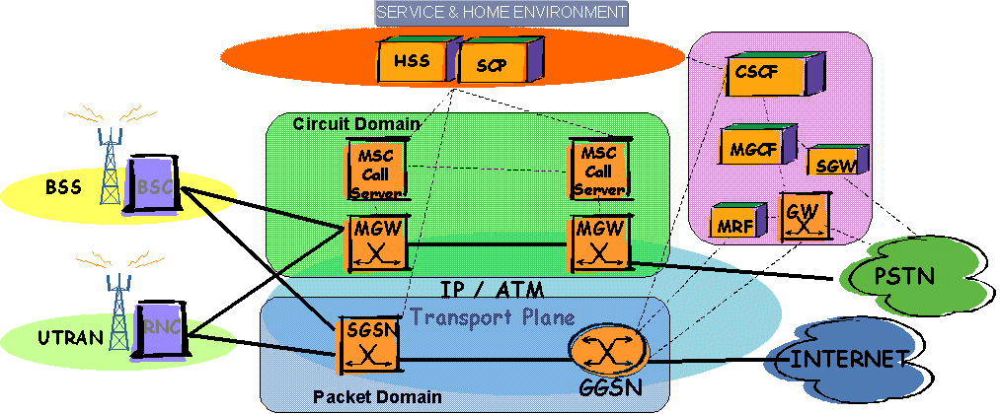 SERVICE & HOME ENVIRONMENT
HSS
SCP
CSCF
Circuit Domain
MSC
Call
Server
MSC
Call
Server
MGCF
SGW
BSS
BSC
MGW
MGW
MRF
GW
PSTN
IP / ATM
Transport Plane
UTRAN
RNC
SGSN
GGSN
INTERNET
Packet Domain